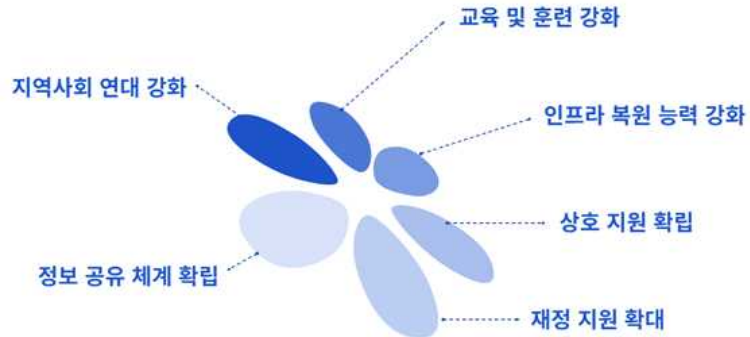 교육 및 훈련 강화
지역사회 연대 강화
인프라 복원 능력 강화
상호 지원 확립
정보 공유 체계 확립
재정 지원 확대